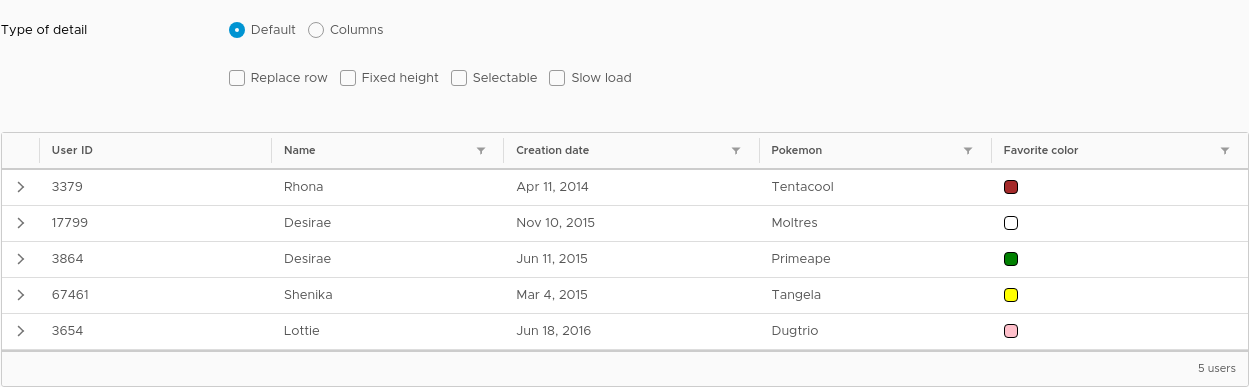 Type of detail Default Columns
Replace row Fixed height Selectable Slow load
User ID Name Creation date Pokemon Favorite color
3379 Rhona Apr 11, 2014 Tentacool
17799 Desirae Nov 10, 2015 Moltres
3864 Desirae Jun 11, 2015 Primeape
67461 Shenika Mar 4, 2015 Tangela
3654 Lottie Jun 18, 2016 Dugtrio
5 users